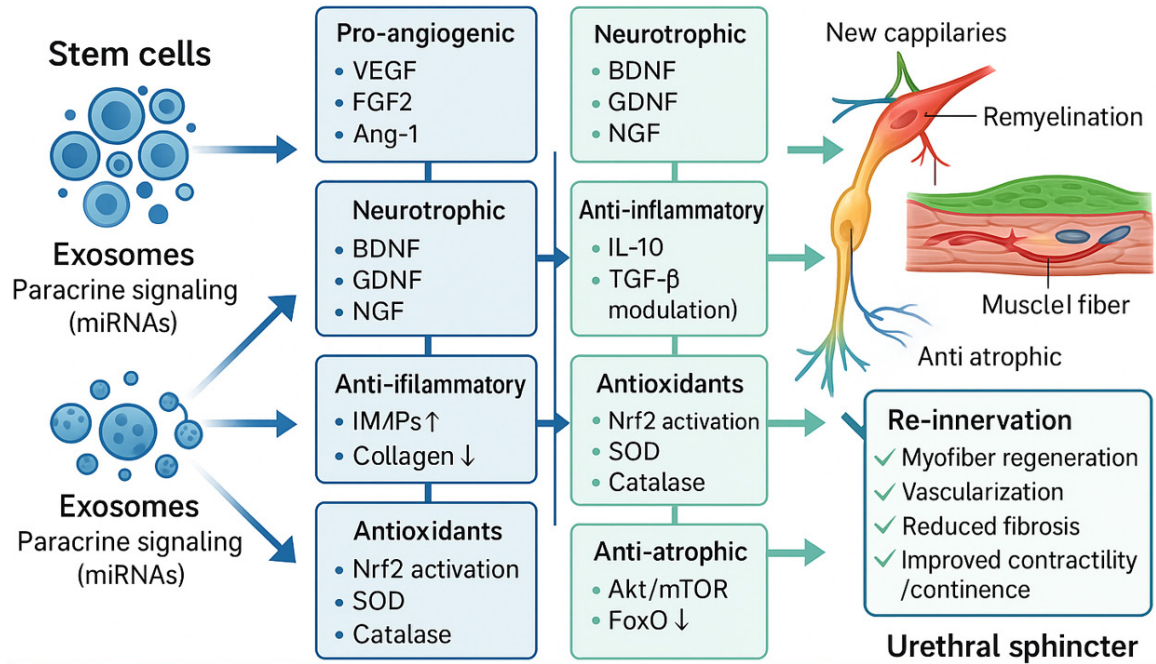 Stem cells
Exosomes
Paracrine signaling
(miRNAs)
Exosomes
Paracrine signaling
(miRNAs)
Pro-angiogenic
• VEGF
• FGF2
• Ang-1
Neurotrophic
• BDNF
• GDNF
• NGF
Anti-ifilammatory
• ↑
• Collagen ↓
Antioxidants
• Nrf2 activation
• SOD
• Catalase
Neurotrophic
• BDNF
• GDNF
• NGF
Anti-inflammatory
• IL-10
• TGF-β
modulation)
Antioxidants
• Nrf2 activation
• SOD
• Catalase
Anti-atrophic
• Akt/mTOR
• FoxO ↓
New cappilaries
Remyelination
Musclel fiber
Anti atrophic
Re-innervation
✓ Myofiber regeneration
✓ Vascularization
✓ Reduced fibrosis
✓ Improved contractility
/continence
Urethral sphincter